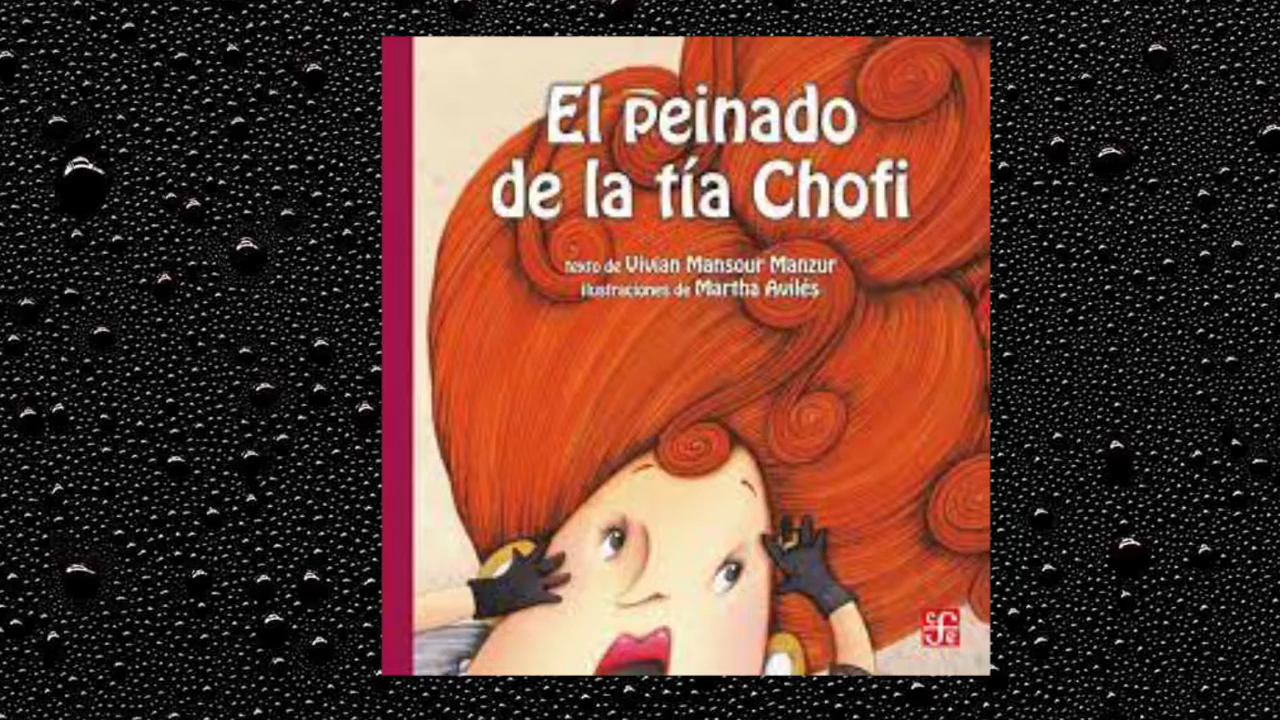 El peinado
de la tía Chofi
texto de Vivian Mansour Manzur
ilustraciones de Martha Avilés